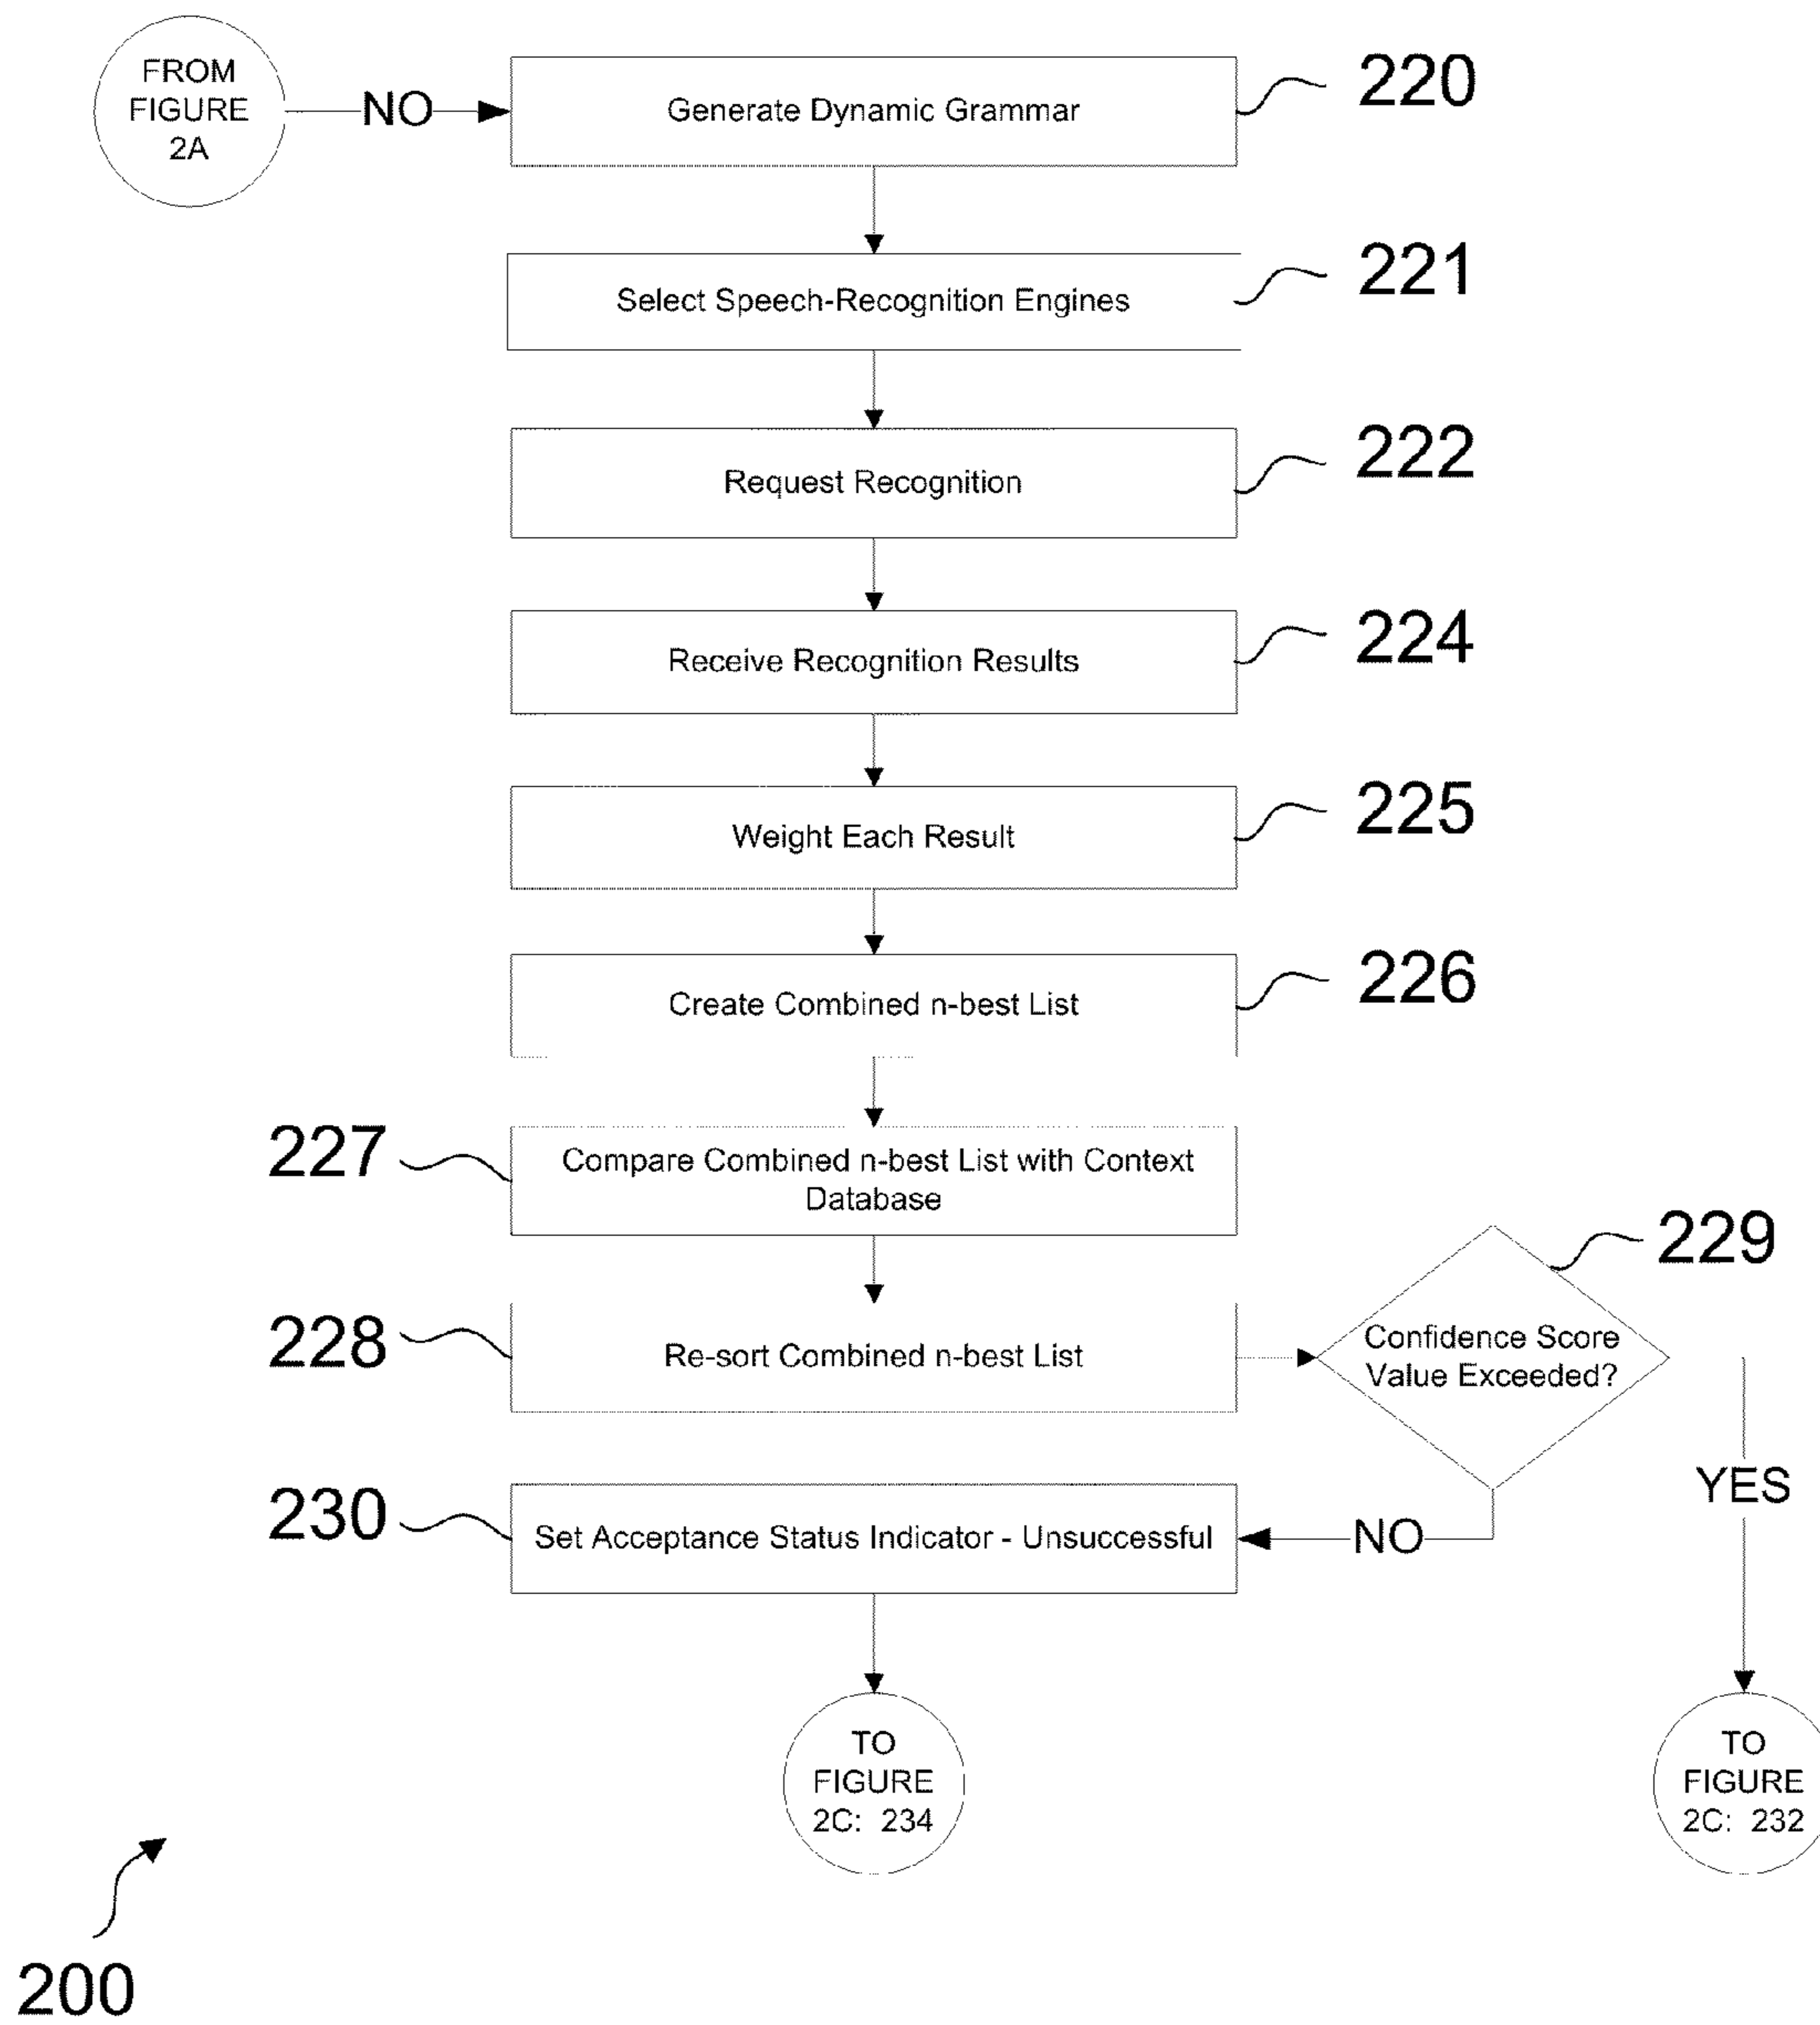 FROM
FIGURE
2A
NO
Generate Dynamic Grammar
220
Select Speech-Recognition Engines
221
Request Recognition
222
Receive Recognition Results
224
Weight Each Result
225
Create Combined n-best List
226
227
Compare Combined n-best List with Context
Database
228
Re-sort Combined n-best List
229
Confidence Score
Value Exceeded?
YES
230
Set Acceptance Status Indicator - Unsuccessful
NO
TO
FIGURE
2C: 234
TO
FIGURE
2C: 232
200